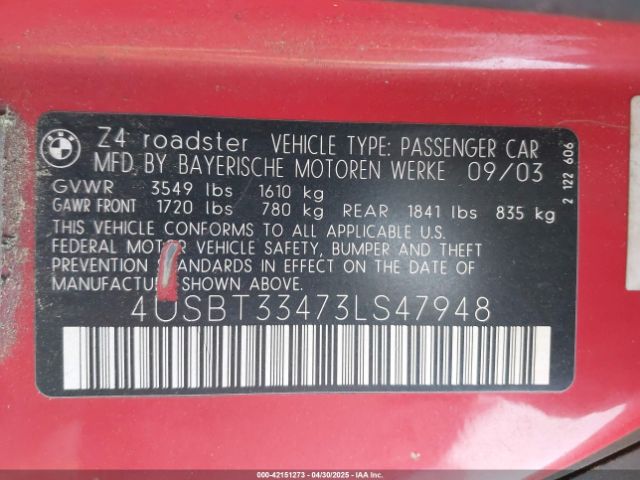 BMW
Z4 roadster VEHICLE TYPE: PASSENGER CAR
MFD. BY BAYERISCHE MOTOREN WERKE 09/03
GVWR 3549 lbs 1610 kg
GAWR FRONT 1720 lbs 780 kg REAR 1841 lbs 835 kg
THIS VEHICLE CONFORMS TO ALL APPLICABLE U.S.
FEDERAL MOTOR VEHICLE SAFETY, BUMPER AND THEFT
PREVENTION STANDARDS IN EFFECT ON THE DATE OF
MANUFACTURE SHOWN ABOVE.
4USBT33473LS47948
2 122 606
000-42151273 - 04/30/2025 - IAAI, Inc.